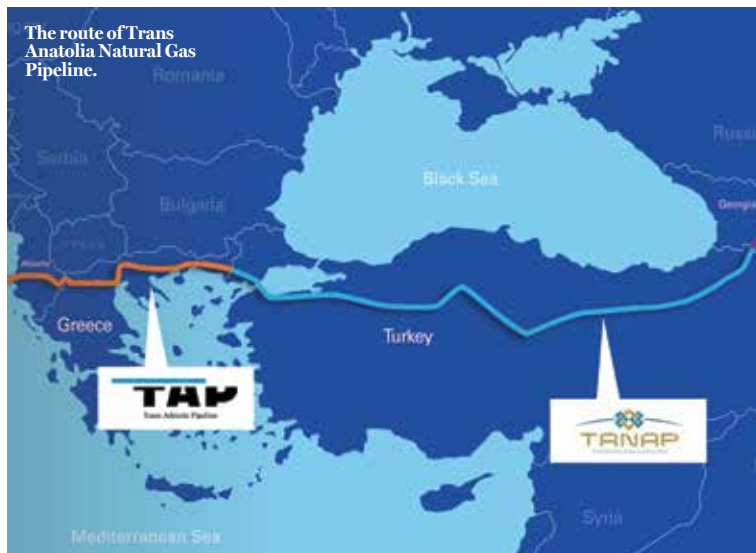 The route of Trans
Anatolia Natural Gas
Pipeline.
Romania
Russia
Serbia
Black Sea
Bulgaria
Georgia
Greece
Turkey
TAP
Trans Adriatic Pipeline
TANAP
Syria
Mediterranean Sea